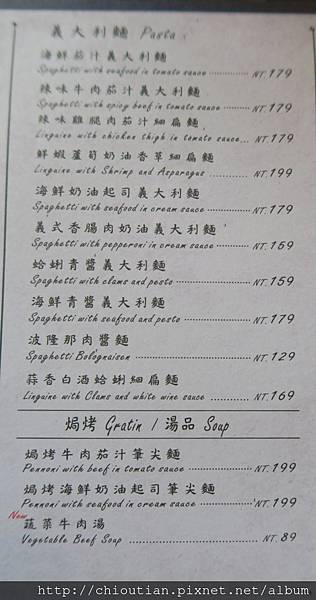 義大利麵 Pasta
海鮮茄汁義大利麵
Spaghetti with seafood in tomato sauce ............ NT.179
辣味牛肉茄汁義大利麵
Spaghetti with spicy beef in tomato sauce ......... NT.179
辣味雞腿肉茄汁細扁麵
Linguine with chicken thigh in tomato sauce... NT.179
鮮蝦蘆筍奶油香草細扁麵
Linguine with Shrimp and Asparagus ............ NT.199
海鮮奶油起司義大利麵
Spaghetti with seafood in cream sauce ............ NT.179
義式香腸肉奶油義大利麵
Spaghetti with pepperoni in cream sauce ......... NT.159
蛤蜊青醬義大利麵
Spaghetti with clams and pesto ..................... NT.159
海鮮青醬義大利麵
Spaghetti with seafood and pesto .................. NT.179
波隆那肉醬麵
Spaghetti Bolognaisen .............................. NT.129
蒜香白酒蛤蜊細扁麵
Linguine with Clams and white wine sauce ......... NT.169
焗烤 Gratin / 湯品 Soup
焗烤牛肉茄汁筆尖麵
Pennoni with beef in tomato sauce .................. NT.199
焗烤海鮮奶油起司筆尖麵
Pennoni with seafood in cream sauce ............... NT.199
New
蔬菜牛肉湯
Vegetable Beef Soup ................................. NT.89
http://chioutian.pixnet.net/album